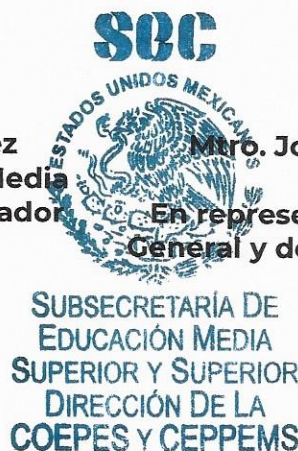 SBC
ESTADOS UNIDOS MEXICANOS
ez Mtro. Jo
Media
ador En represe
General y de
SUBSECRETARÍA DE
EDUCACIÓN MEDIA
SUPERIOR Y SUPERIOR
DIRECCIÓN DE LA
COEPES Y CEPPEMS